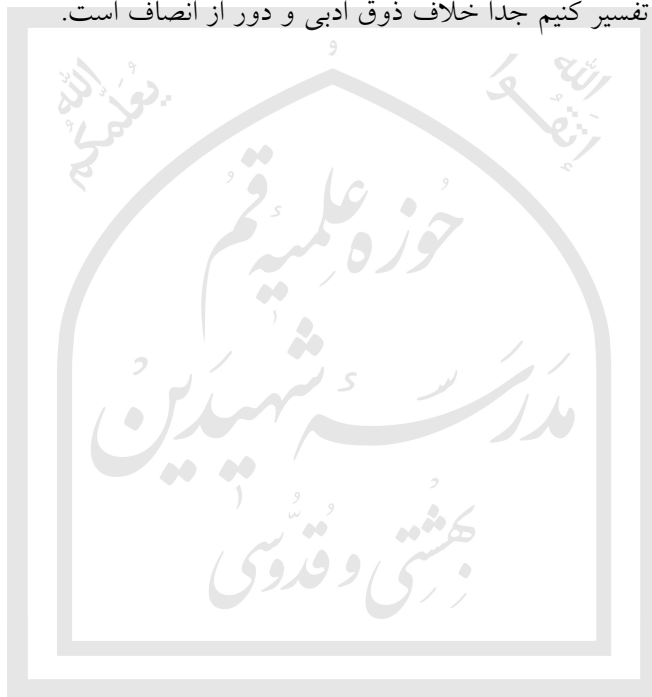 تفسیر کنیم جدا خلاف ذوق ادبی و دور از انصاف است.
إتقوا الله
و
یعلمکم الله
حوزه علمیه قم
مدرسهٔ شهیدین
بهشتی و قدوسی